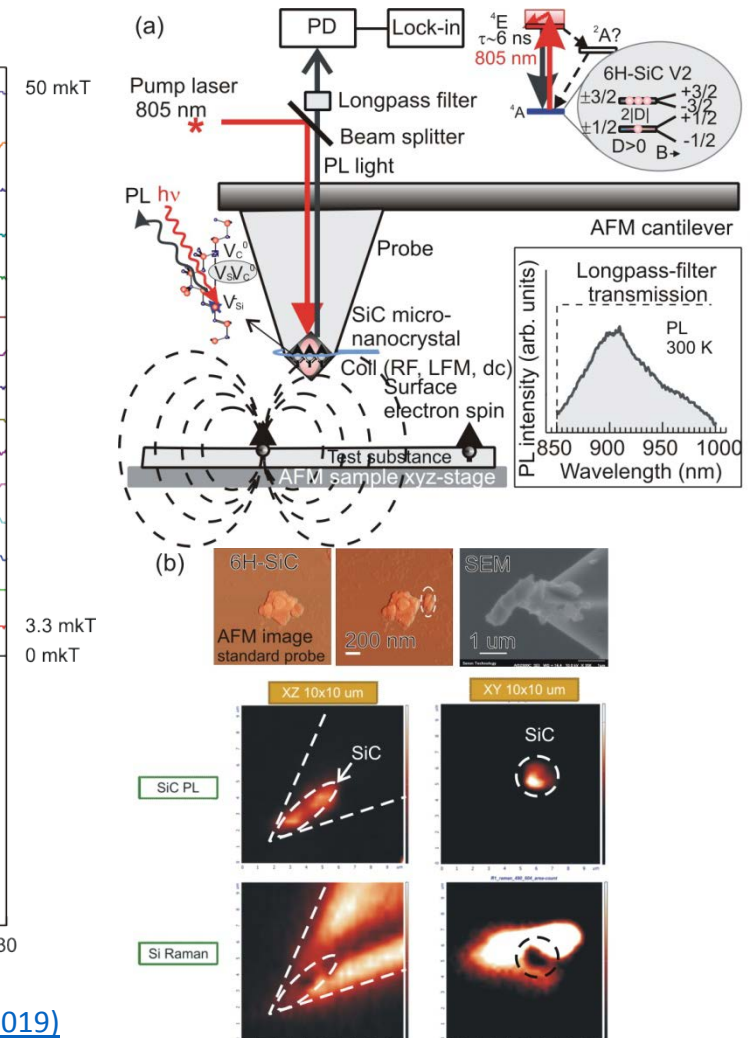 50 mkT
3.3 mkT
0 mkT
30
019)
(a)
PD
Lock-in
Pump laser
805 nm
Longpass filter
Beam splitter
PL light
⁴E
τ~6 ns
805 nm
²A?
⁴A
6H-SiC V2
±3/2
+3/2
-3/2
2|D|
±1/2
+1/2
-1/2
D>0
B
AFM cantilever
PL
hν
V_C⁰
V_SiV_C⁰
V⁻_Si
Probe
SiC micro-
nanocrystal
Coil (RF, LFM, dc)
Surface
electron spin
Test substance
AFM sample xyz-stage
PL intensity (arb. units)
Longpass-filter
transmission
PL
300 K
850 900 950 1000
Wavelength (nm)
(b)
6H-SiC
AFM image
standard probe
200 nm
SEM
1 um
XZ 10x10 um
XY 10x10 um
SiC PL
SiC
SiC
Si Raman